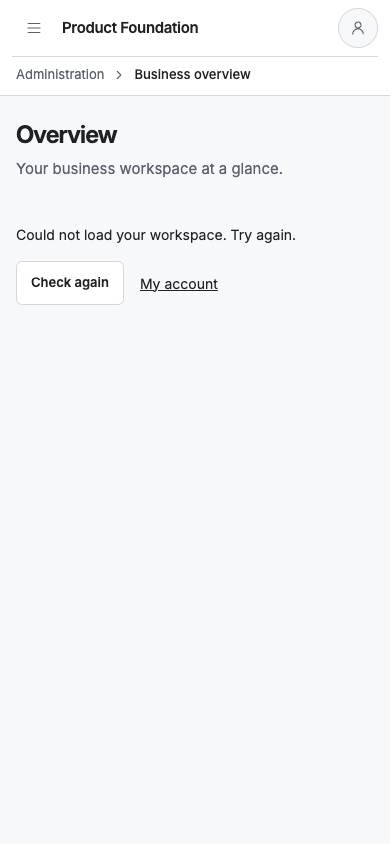 Product Foundation
Administration > Business overview
Overview
Your business workspace at a glance.
Could not load your workspace. Try again.
Check again My account